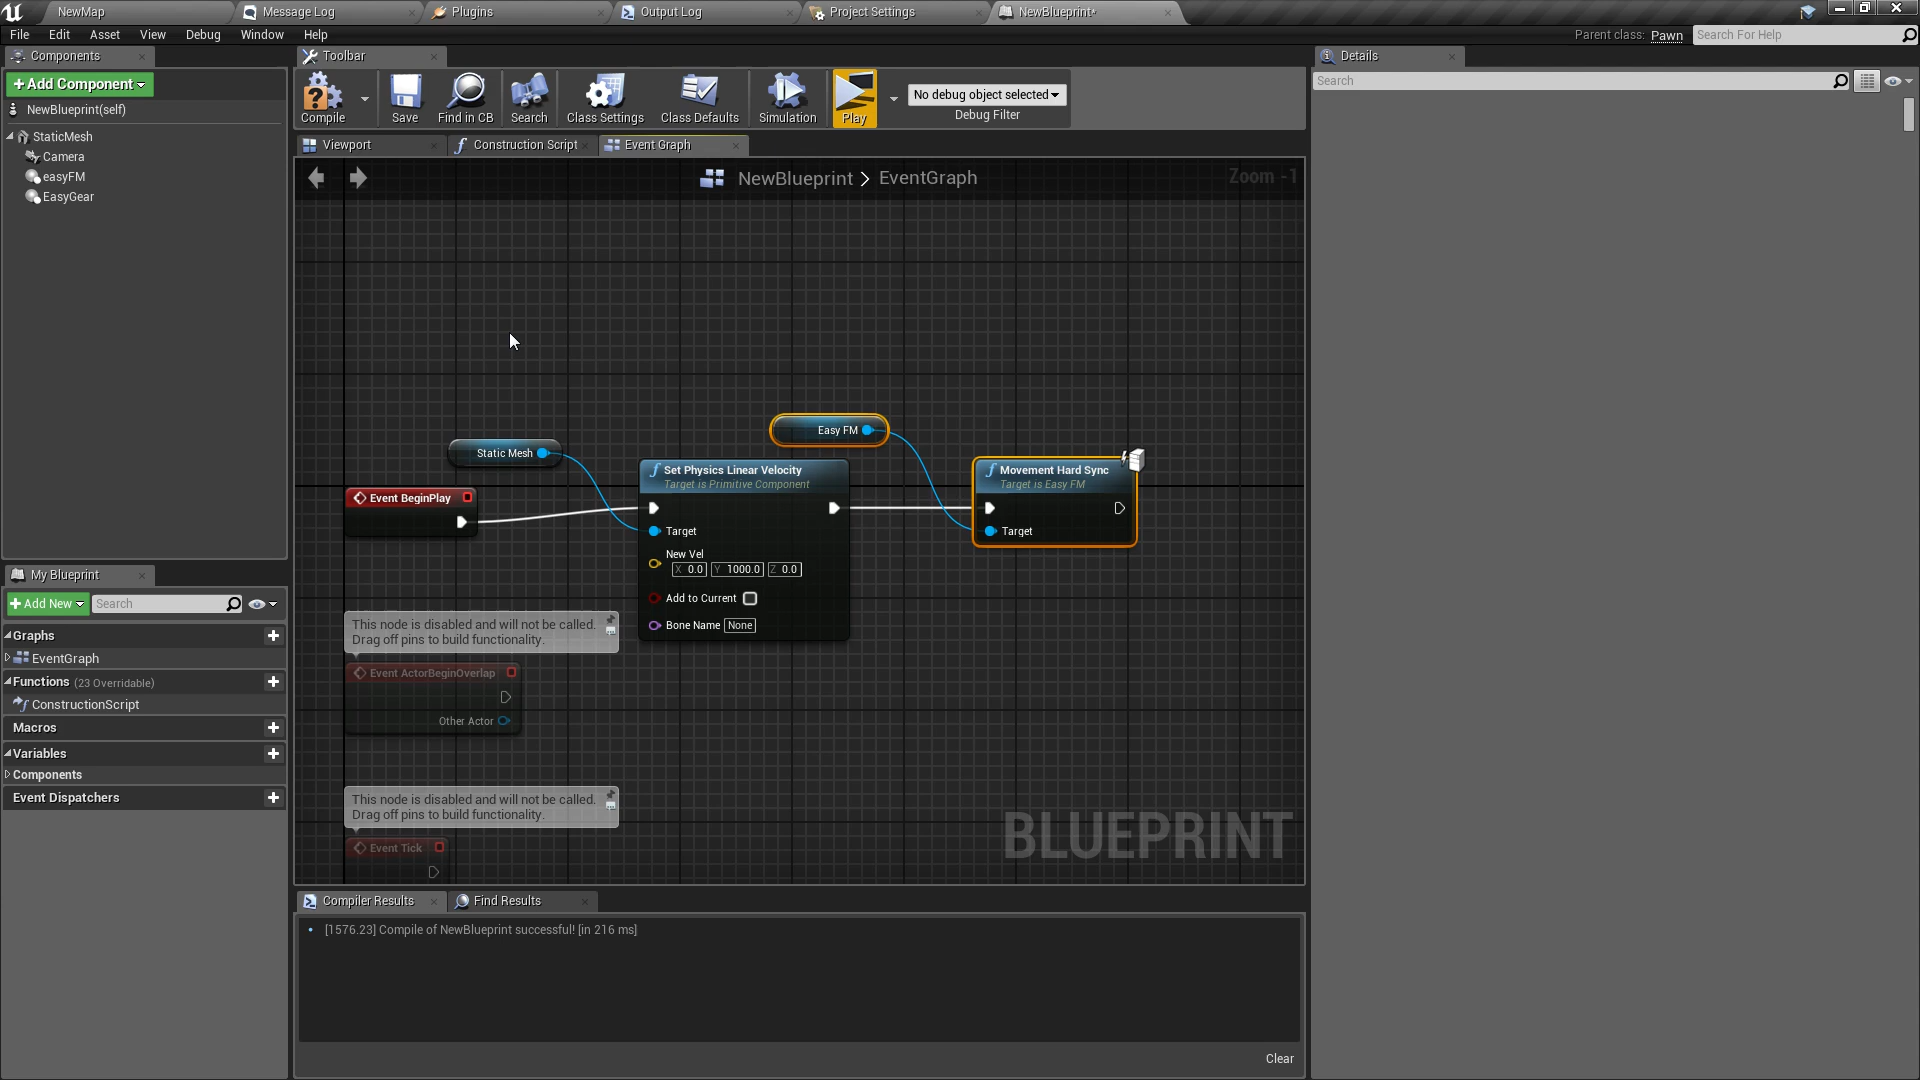 NewMap
Message Log
Plugins
Output Log
Project Settings
NewBlueprint*
File
Edit
Asset
View
Debug
Window
Help
Parent class: Pawn
Search For Help
Components
+Add Component
NewBlueprint(self)
StaticMesh
Camera
easyFM
EasyGear
Toolbar
Compile
Save
Find in CB
Search
Class Settings
Class Defaults
Simulation
Play
No debug object selected
Debug Filter
Details
Search
Viewport
Construction Script
Event Graph
NewBlueprint > EventGraph
Zoom -1
Easy FM
Static Mesh
Set Physics Linear Velocity
Target is Primitive Component
Target
New Vel
X 0.0 Y 1000.0 Z 0.0
Add to Current
Bone Name None
Movement Hard Sync
Target is Easy FM
Target
Event BeginPlay
This node is disabled and will not be called.
Drag off pins to build functionality.
Event ActorBeginOverlap
Other Actor
This node is disabled and will not be called.
Drag off pins to build functionality.
Event Tick
BLUEPRINT
My Blueprint
+Add New
Search
Graphs
EventGraph
Functions (23 Overridable)
ConstructionScript
Macros
Variables
Components
Event Dispatchers
Compiler Results
Find Results
[1576.23] Compile of NewBlueprint successful! [in 216 ms]
Clear